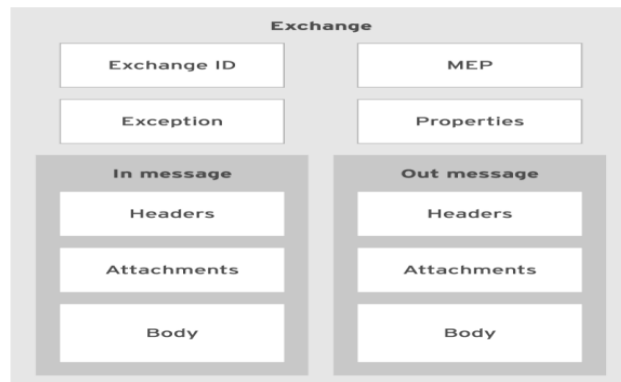 Exchange
Exchange ID
MEP
Exception
Properties
In message
Out message
Headers
Headers
Attachments
Attachments
Body
Body